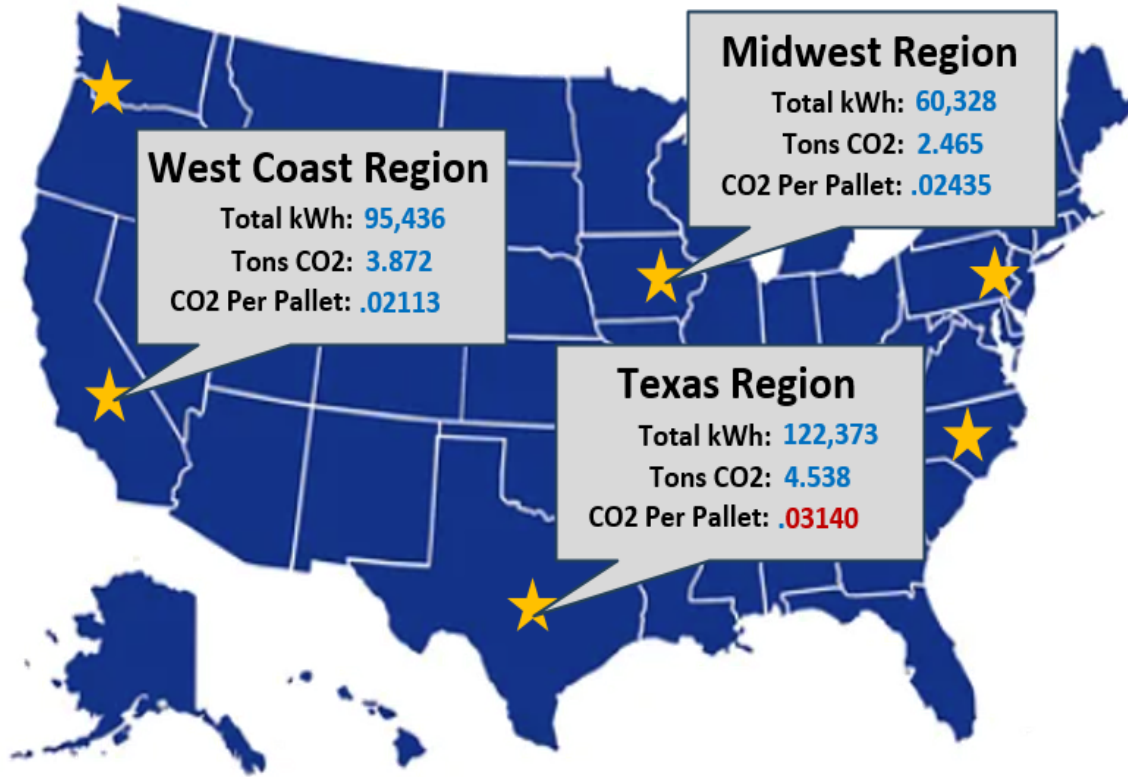 Midwest Region
Total kWh: 60,328
Tons CO2: 2.465
CO2 Per Pallet: .02435
West Coast Region
Total kWh: 95,436
Tons CO2: 3.872
CO2 Per Pallet: .02113
Texas Region
Total kWh: 122,373
Tons CO2: 4.538
CO2 Per Pallet: .03140